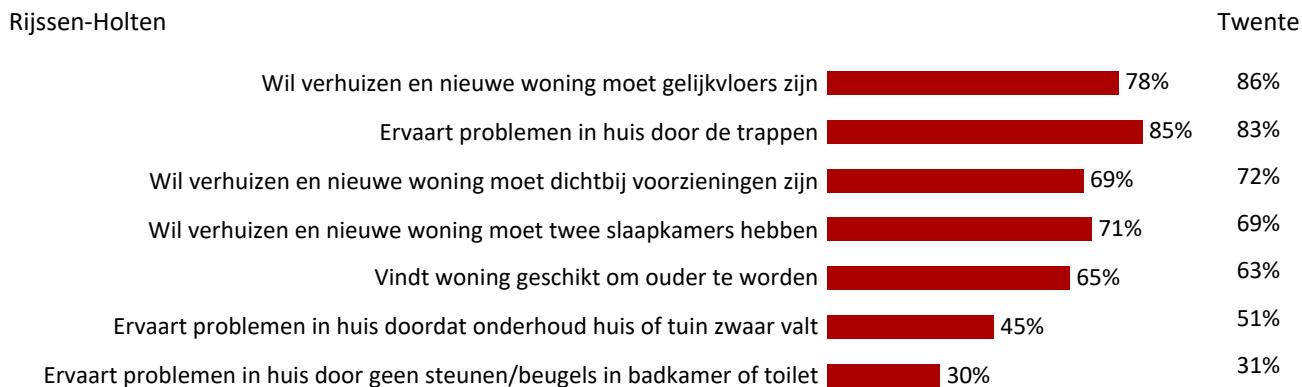 Rijssen-Holten Twente
Wil verhuizen en nieuwe woning moet gelijkvloers zijn 78% 86%
Ervaart problemen in huis door de trappen 85% 83%
Wil verhuizen en nieuwe woning moet dichtbij voorzieningen zijn 69% 72%
Wil verhuizen en nieuwe woning moet twee slaapkamers hebben 71% 69%
Vindt woning geschikt om ouder te worden 65% 63%
Ervaart problemen in huis doordat onderhoud huis of tuin zwaar valt 45% 51%
Ervaart problemen in huis door geen steunen/beugels in badkamer of toilet 30% 31%